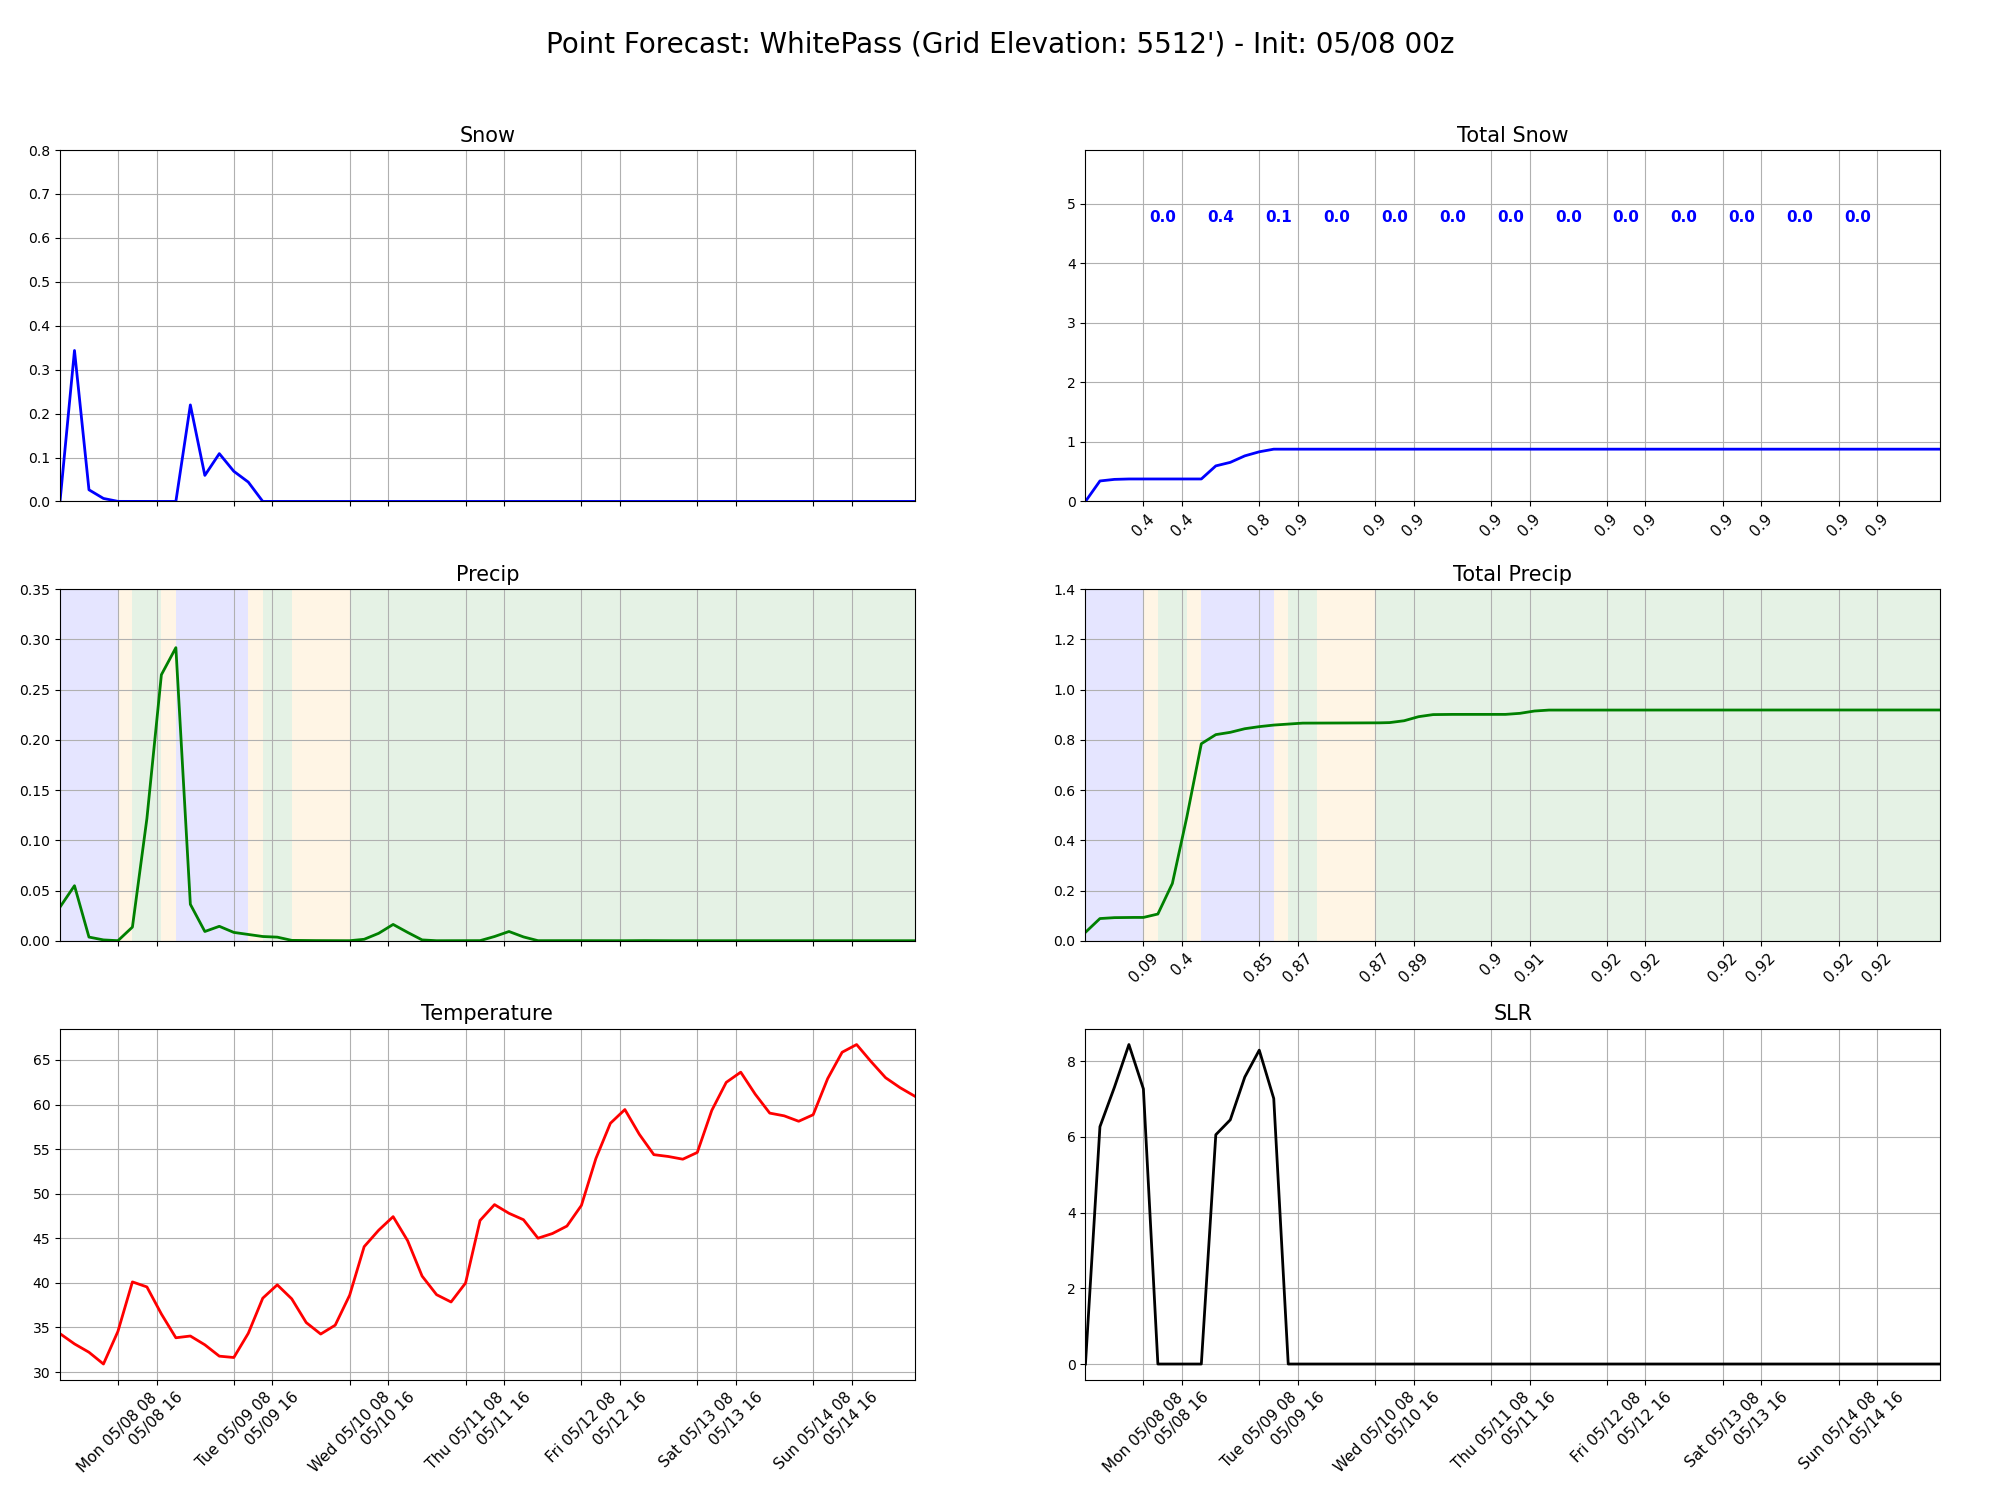 Point Forecast: WhitePass (Grid Elevation: 5512') - Init: 05/08 00z
Snow
0.8
0.7
0.6
0.5
0.4
0.3
0.2
0.1
0.0
Total Snow
5
4
3
2
1
0
0.0 0.4 0.1 0.0 0.0 0.0 0.0 0.0 0.0 0.0 0.0 0.0 0.0
0.4 0.4 0.8 0.9 0.9 0.9 0.9 0.9 0.9 0.9 0.9 0.9 0.9 0.9
Precip
0.35
0.30
0.25
0.20
0.15
0.10
0.05
0.00
Total Precip
1.4
1.2
1.0
0.8
0.6
0.4
0.2
0.0
0.09 0.4 0.85 0.87 0.87 0.89 0.9 0.91 0.92 0.92 0.92 0.92 0.92 0.92
Temperature
65
60
55
50
45
40
35
30
Mon 05/08 08
05/08 16
Tue 05/09 08
05/09 16
Wed 05/10 08
05/10 16
Thu 05/11 08
05/11 16
Fri 05/12 08
05/12 16
Sat 05/13 08
05/13 16
Sun 05/14 08
05/14 16
SLR
8
6
4
2
0
Mon 05/08 08
05/08 16
Tue 05/09 08
05/09 16
Wed 05/10 08
05/10 16
Thu 05/11 08
05/11 16
Fri 05/12 08
05/12 16
Sat 05/13 08
05/13 16
Sun 05/14 08
05/14 16